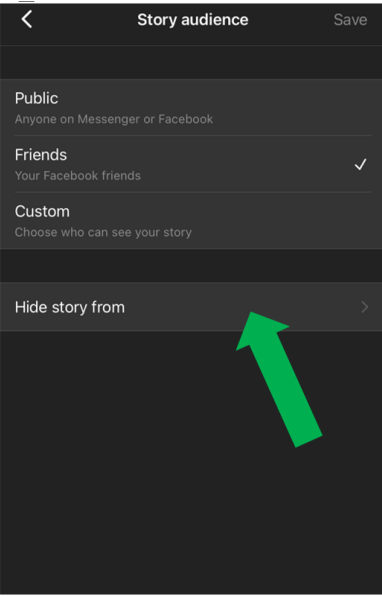 Story audience Save
Public
Anyone on Messenger or Facebook
Friends
Your Facebook friends
Custom
Choose who can see your story
Hide story from